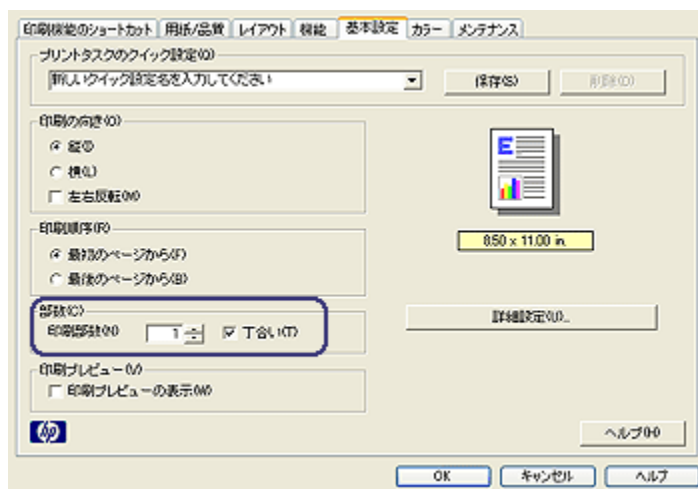 印刷機能のショートカット 用紙/品質 レイアウト 機能 基本設定 カラー メンテナンス
プリントタスクのクイック設定(Q)
新しいクイック設定名を入力してください 保存(S) 削除(D)
印刷の向き(O)
縦(T)
横(L)
左右反転(M)
E
印刷順序(R)
最初のページから(F)
最後のページから(B)
8.50 x 11.00 in.
部数(C)
印刷部数(N) 1 丁合い(T)
詳細設定(U)...
印刷プレビュー(V)
印刷プレビューの表示(W)
hp
ヘルプ(H)
OK キャンセル ヘルプ